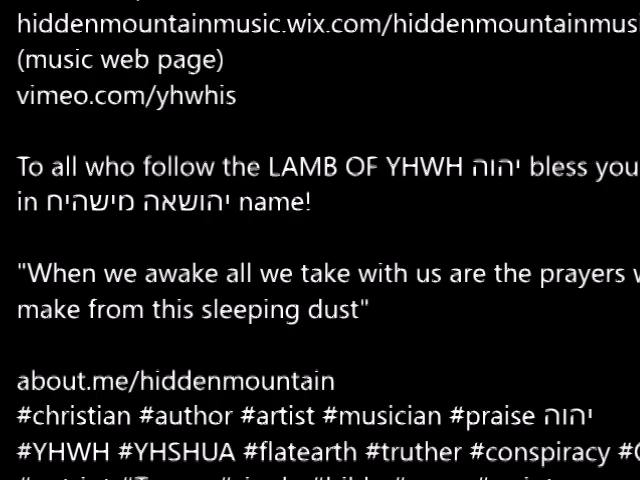 hiddenmountainmusic.wix.com/hiddenmountainmus
(music web page)
vimeo.com/yhwhis
To all who follow the LAMB OF YHWH יהוה bless you
in יהושאה מישהיח name!
"When we awake all we take with us are the prayers
make from this sleeping dust"
about.me/hiddenmountain
#christian #author #artist #musician #praise יהוה
#YHWH #YHSHUA #flatearth #truther #conspiracy